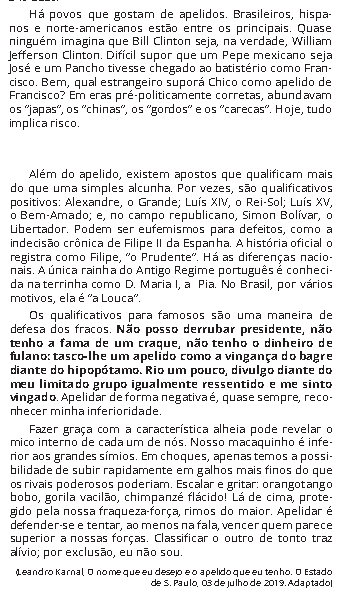 Há povos que gostam de apelidos. Brasileiros, hispa-
nos e norte-americanos estão entre os principais. Quase
ninguém imagina que Bill Clinton seja, na verdade, William
Jefferson Clinton. Difícil supor que um Pepe mexicano seja
José e um Pancho tivesse chegado ao batistério como Fran-
cisco. Bem, qual estrangeiro suporá Chico como apelido de
Francisco? Em eras pré-politicamente corretas, abundavam
os “japas”, os “chinas”, os “gordos” e os “carecas”. Hoje, tudo
implica risco.
Além do apelido, existem apostos que qualificam mais
do que uma simples alcunha. Por vezes, são qualificativos
positivos: Alexandre, o Grande; Luís XIV, o Rei-Sol; Luís XV,
o Bem-Amado; e, no campo republicano, Simon Bolívar, o
Libertador. Podem ser eufemismos para defeitos, como a
indecisão crônica de Filipe II da Espanha. A história oficial o
registra como Filipe, “o Prudente”. Há as diferenças nacio-
nais. A única rainha do Antigo Regime português é conheci-
da na terrinha como D. Maria I, a Pia. No Brasil, por vários
motivos, ela é “a Louca”.
Os qualificativos para famosos são uma maneira de
defesa dos fracos. Não posso derrubar presidente, não
tenho a fama de um craque, não tenho o dinheiro de
fulano: tasco-lhe um apelido como a vingança do bagre
diante do hipopótamo. Rio um pouco, divulgo diante do
meu limitado grupo igualmente ressentido e me sinto
vingado. Apelidar de forma negativa é, quase sempre, reco-
nhecer minha inferioridade.
Fazer graça com a característica alheia pode revelar o
mico interno de cada um de nós. Nosso macaquinho é infe-
rior aos grandes símios. Em choques, apenas temos a possi-
bilidade de subir rapidamente em galhos mais finos do que
os rivais poderosos poderiam. Escalar e gritar: orangotango
bobo, gorila vacilão, chimpanzé flácido! Lá de cima, prote-
gido pela nossa fraqueza-força, rimos do maior. Apelidar é
defender-se e tentar, ao menos na fala, vencer quem parece
superior a nossas forças. Classificar o outro de tonto traz
alívio; por exclusão, eu não sou.
(Leandro Karnal, O nome que eu desejo e o apelido que eu tenho. O Estado
de S. Paulo, 03 de julho de 2019. Adaptado)